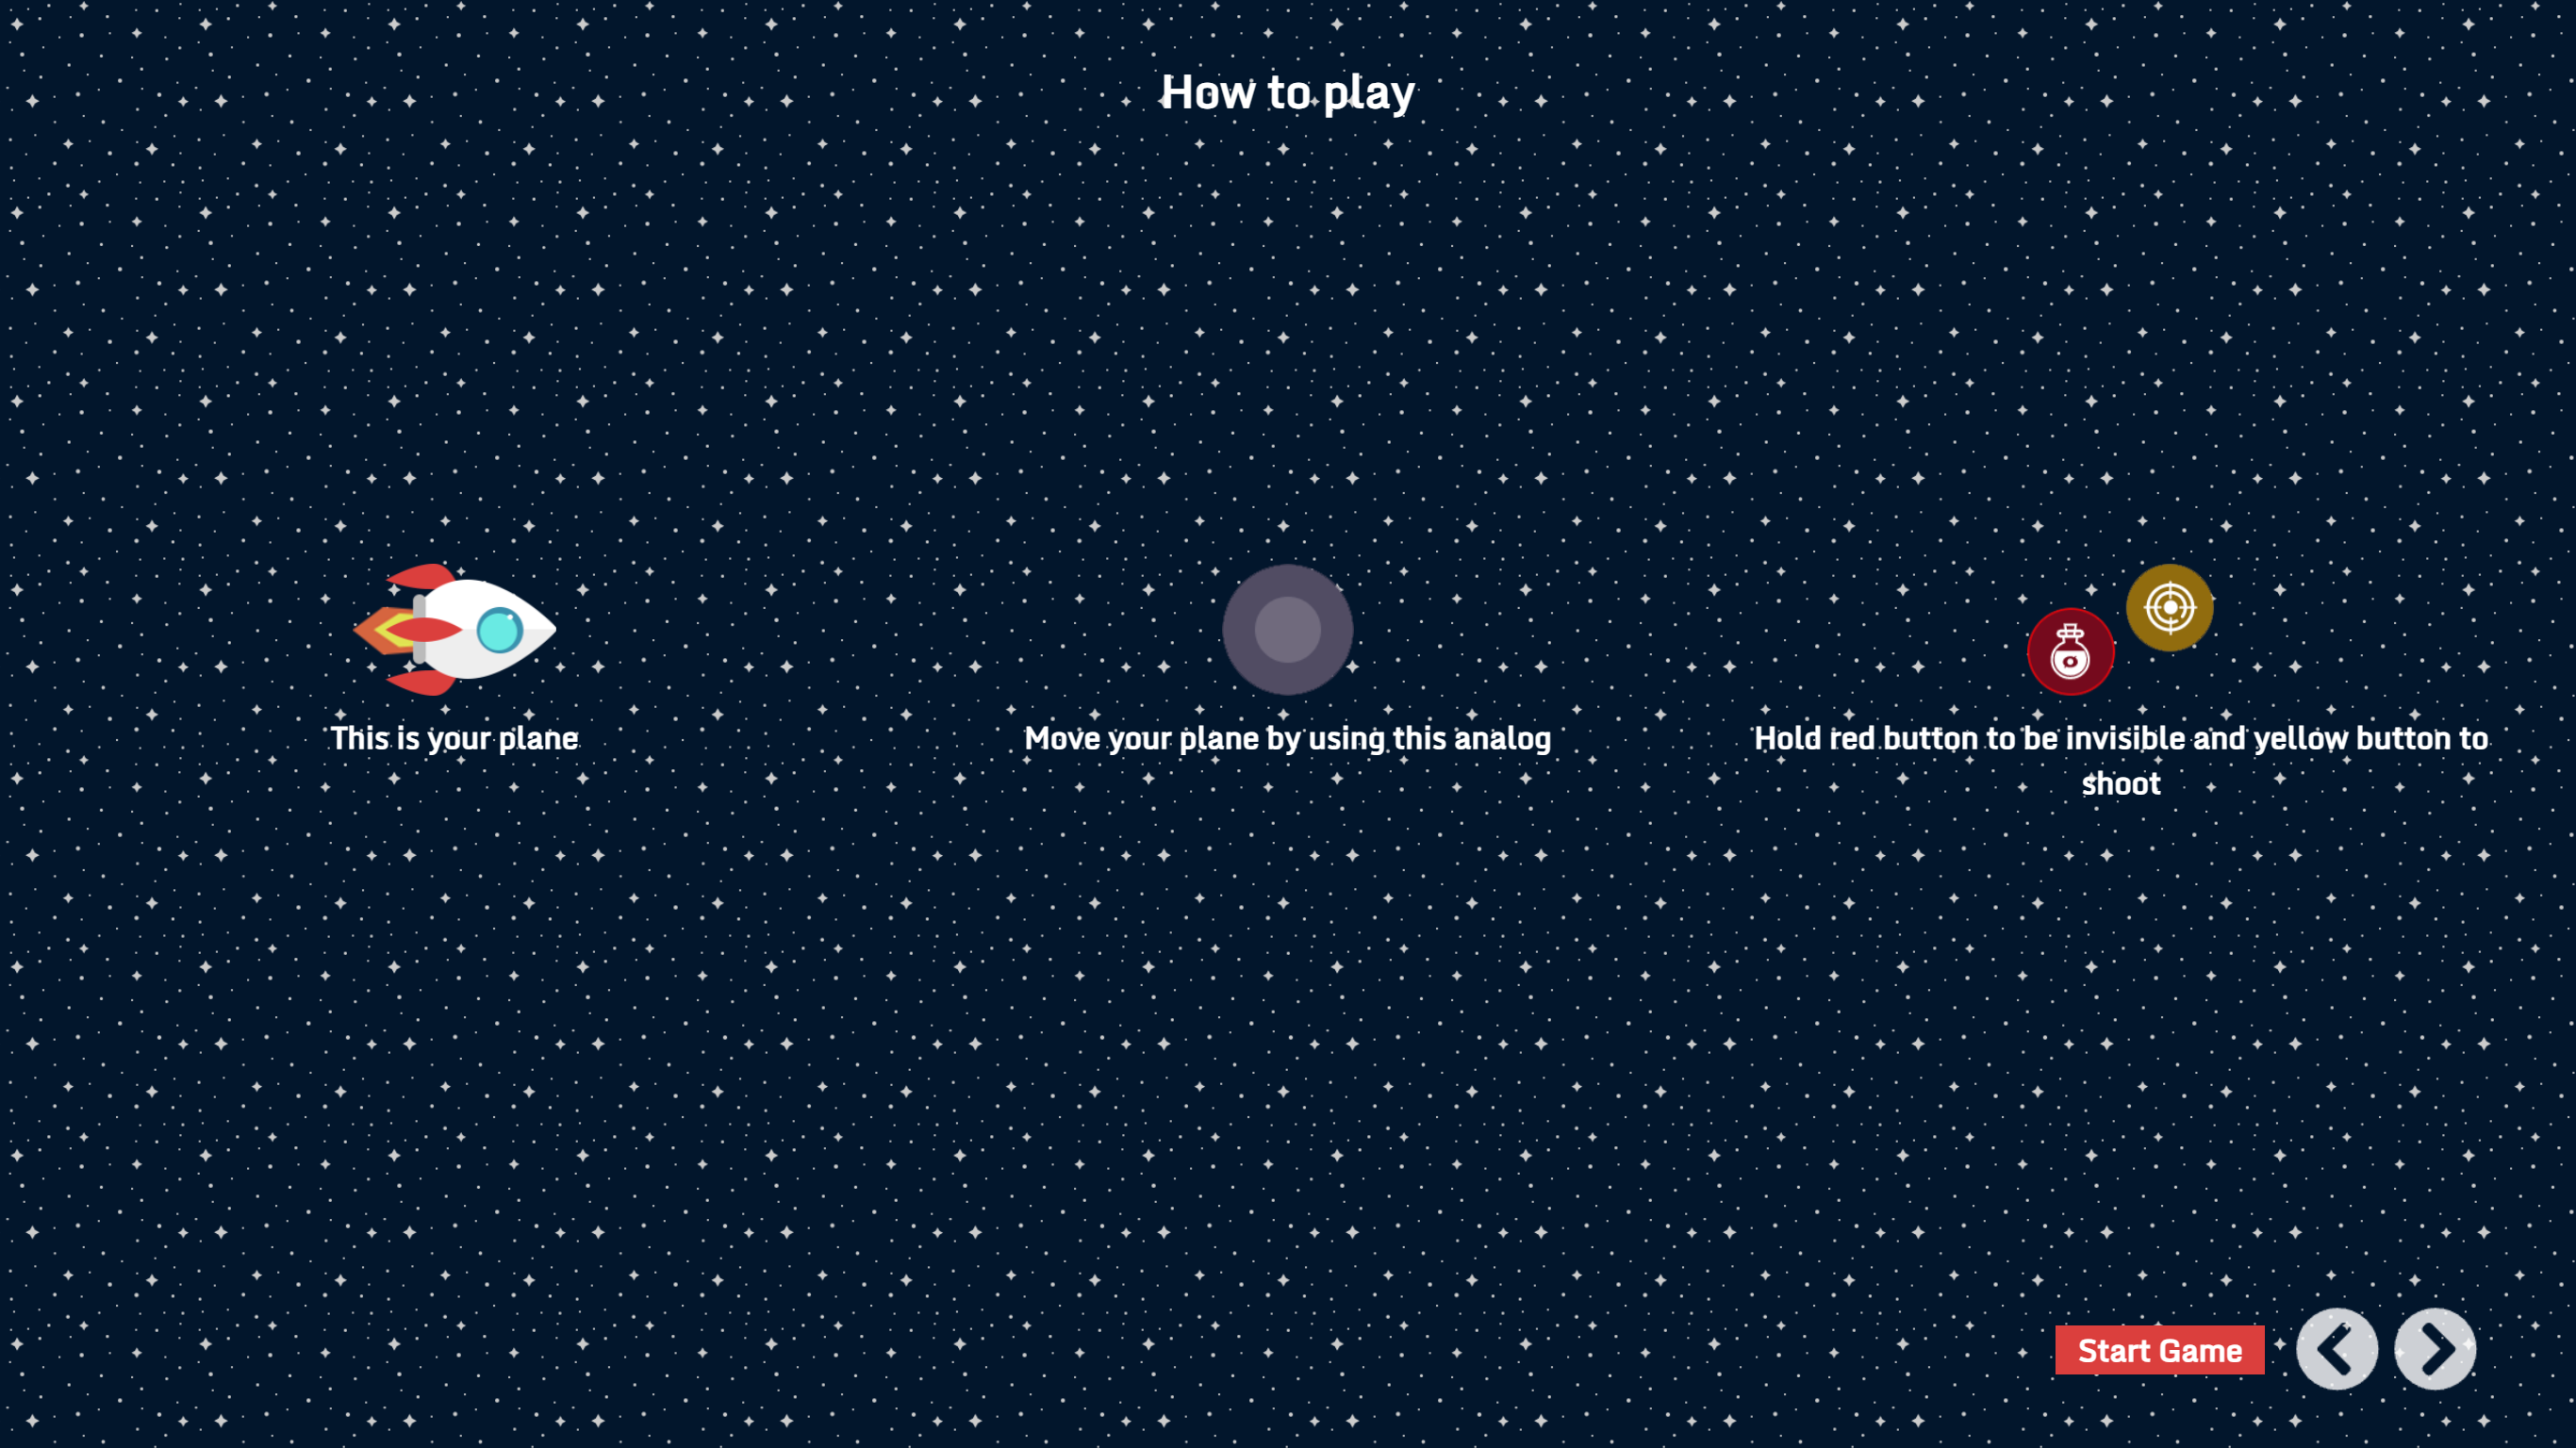 How to play
This is your plane
Move your plane by using this analog
Hold red button to be invisible and yellow button to
shoot
Start Game